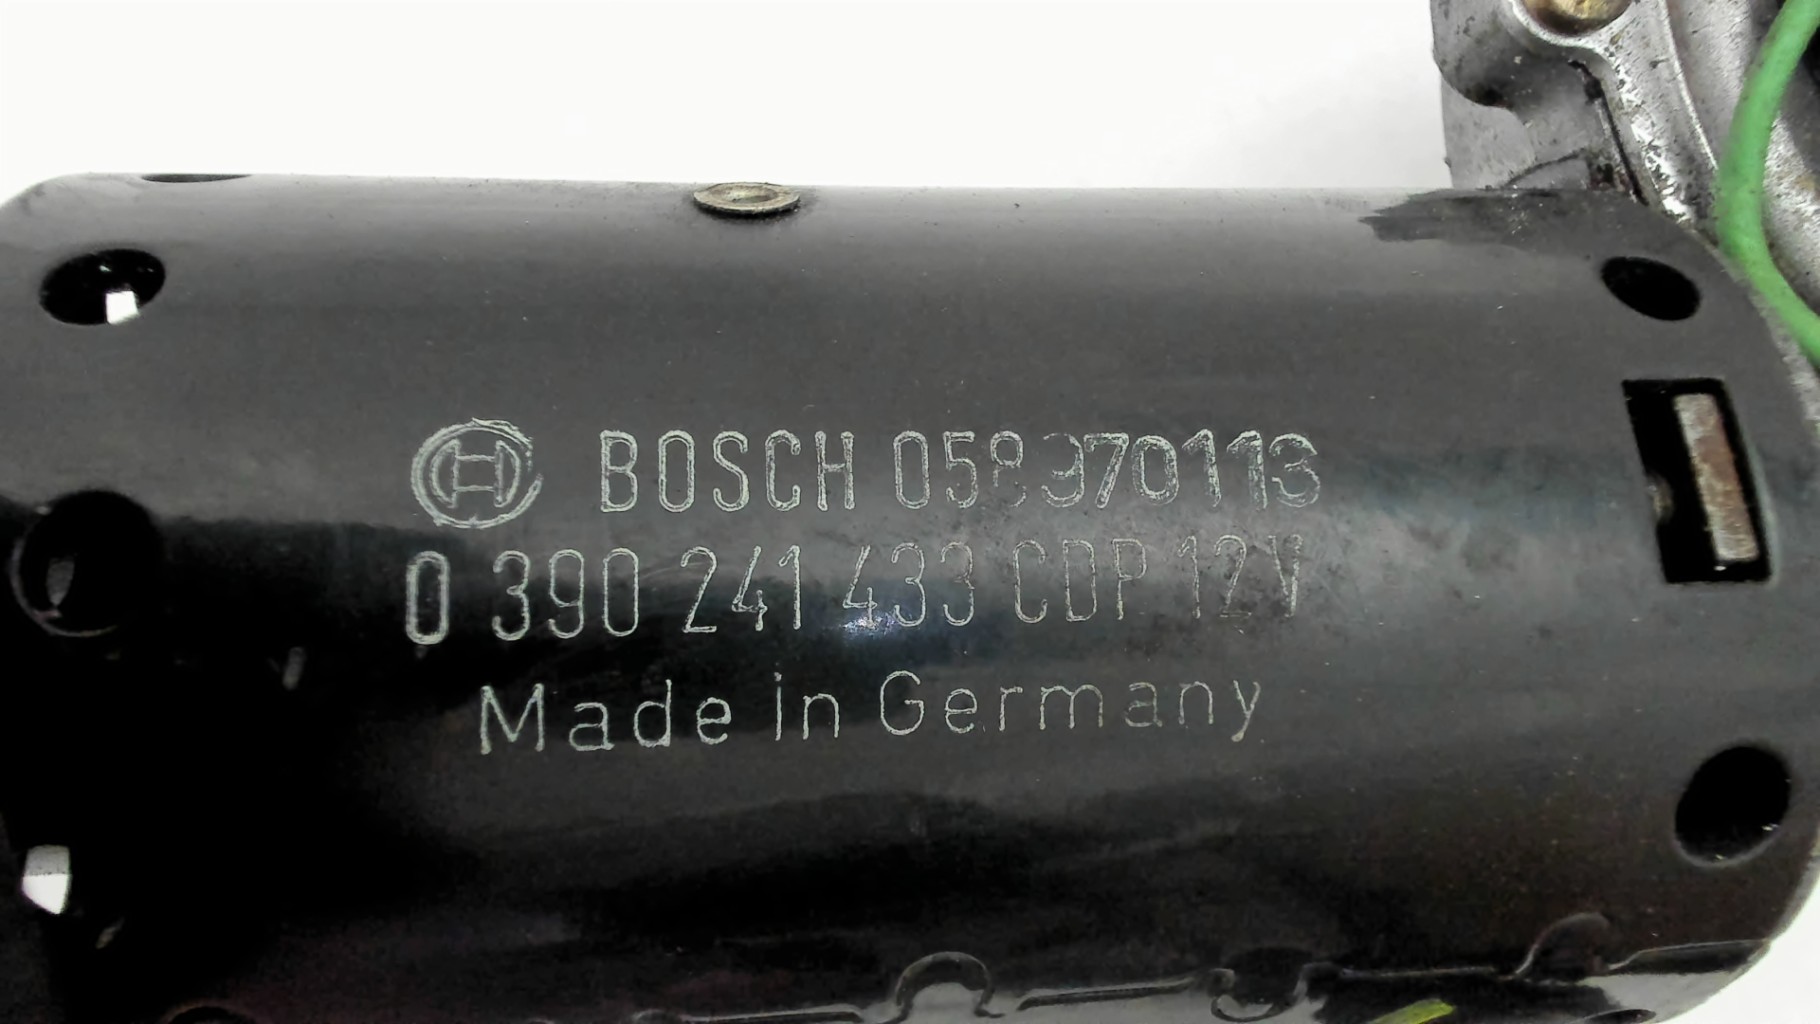 BOSCH 058970113
0 390 241 433 CDP 12V
Made in Germany